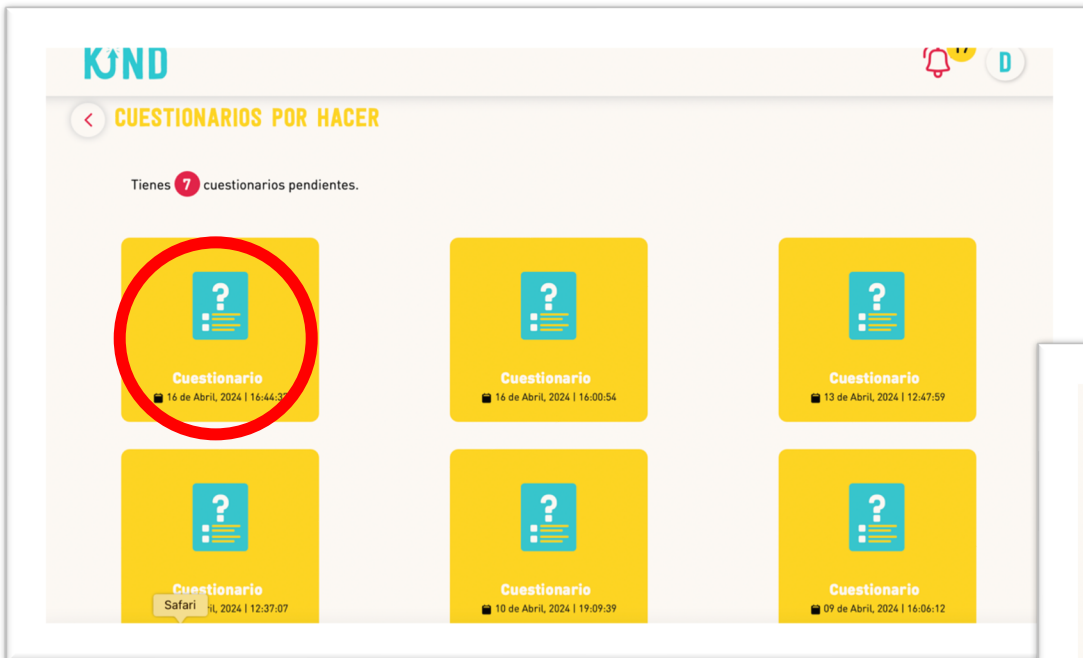 KIND
D
CUESTIONARIOS POR HACER
Tienes 7 cuestionarios pendientes.
?
?
?
Cuestionario
Cuestionario
Cuestionario
16 de Abril, 2024 | 16:44:3
16 de Abril, 2024 | 16:00:54
13 de Abril, 2024 | 12:47:59
?
?
?
Cuestionario
Cuestionario
Cuestionario
Safari
2024 | 12:37:07
10 de Abril, 2024 | 19:09:39
09 de Abril, 2024 | 16:06:12